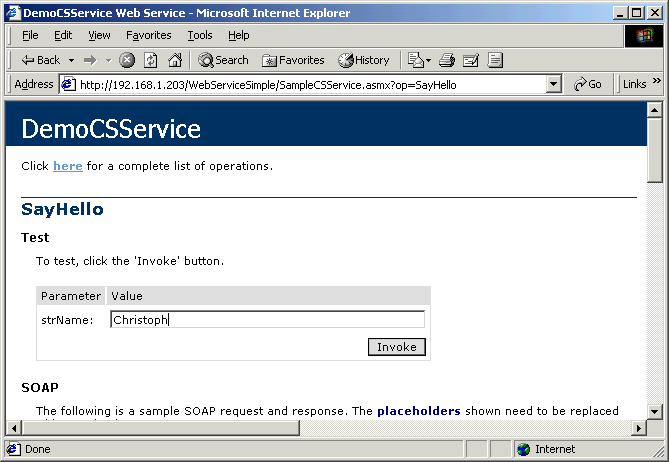 DemoCSService Web Service - Microsoft Internet Explorer
File Edit View Favorites Tools Help
Back Search Favorites History
Address http://192.168.1.203/WebServiceSimple/SampleCSService.asmx?op=SayHello Go Links »
DemoCSService
Click here for a complete list of operations.
SayHello
Test
To test, click the 'Invoke' button.
Parameter Value
strName: Christoph
Invoke
SOAP
The following is a sample SOAP request and response. The placeholders shown need to be replaced
Done Internet